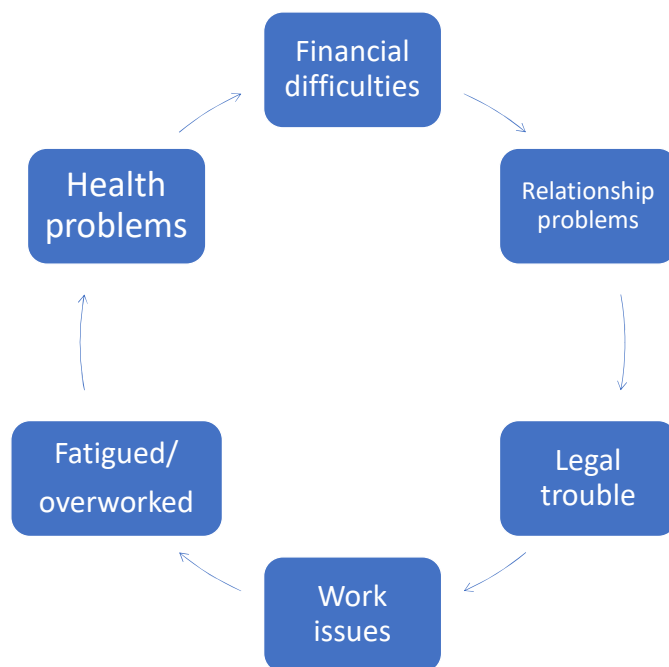 Financial
difficulties
Relationship
problems
Legal
trouble
Work
issues
Fatigued/
overworked
Health
problems